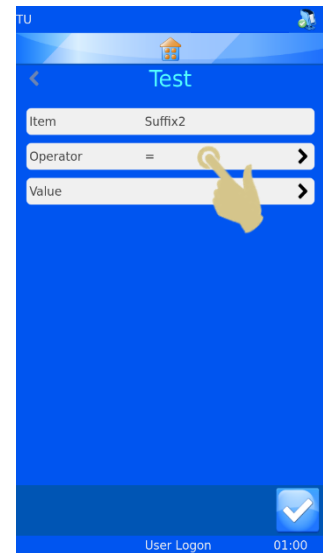 TU
Test
Item Suffix2
Operator =
Value
User Logon 01:00